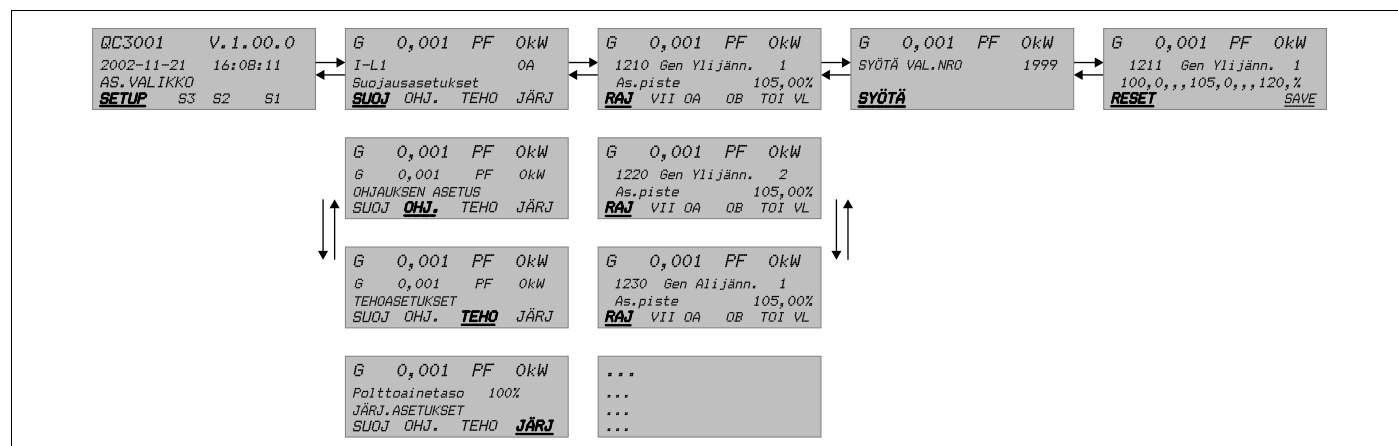 QC3001 V.1.00.0
2002-11-21 16:08:11
AS.VALIKKO
SETUP S3 S2 S1
G 0,001 PF 0kW
I-L1 0A
Suojausasetukset
SUOJ OHJ. TEHO JÄRJ
G 0,001 PF 0kW
1210 Gen Ylijänn. 1
As.piste 105,00%
RAJ VII OA OB TOI VL
G 0,001 PF 0kW
SYÖTÄ VAL.NRO 1999
SYÖTÄ
G 0,001 PF 0kW
1211 Gen Ylijänn. 1
100,0,,,105,0,,,120,%
RESET SAVE
G 0,001 PF 0kW
G 0,001 PF 0kW
OHJAUKSEN ASETUS
SUOJ OHJ. TEHO JÄRJ
G 0,001 PF 0kW
1220 Gen Ylijänn. 2
As.piste 105,00%
RAJ VII OA OB TOI VL
G 0,001 PF 0kW
G 0,001 PF 0kW
TEHOASETUKSET
SUOJ OHJ. TEHO JÄRJ
G 0,001 PF 0kW
1230 Gen Alijänn. 1
As.piste 105,00%
RAJ VII OA OB TOI VL
G 0,001 PF 0kW
Polttoainetaso 100%
JÄRJ.ASETUKSET
SUOJ OHJ. TEHO JÄRJ
...
...
...
...